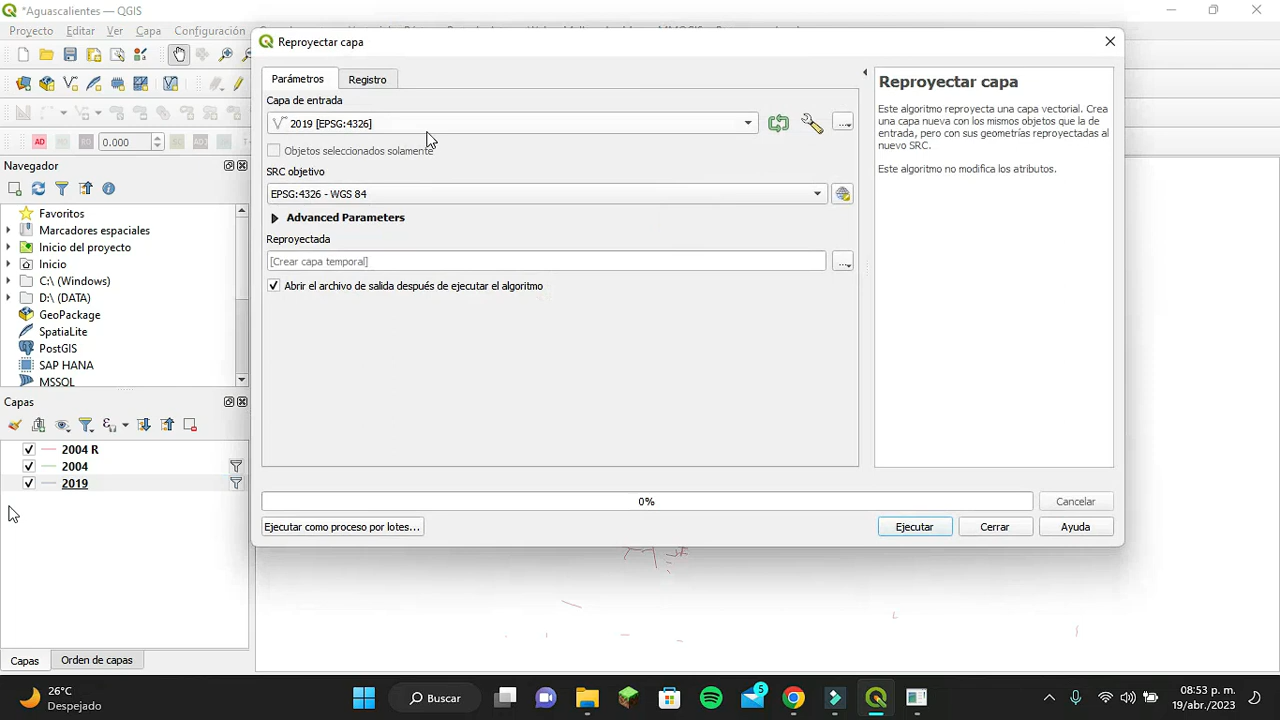 *Aguascalientes — QGIS
Proyecto Editar Ver Capa Configuración
Reproyectar capa
Parámetros Registro
Capa de entrada
2019 [EPSG:4326]
Objetos seleccionados solamente
SRC objetivo
EPSG:4326 - WGS 84
Advanced Parameters
Reproyectada
[Crear capa temporal]
Abrir el archivo de salida después de ejecutar el algoritmo
0%
Cancelar
Ejecutar como proceso por lotes...
Ejecutar Cerrar Ayuda
Reproyectar capa
Este algoritmo reproyecta una capa vectorial. Crea
una capa nueva con los mismos objetos que la de
entrada, pero con sus geometrías reproyectadas al
nuevo SRC.
Este algoritmo no modifica los atributos.
0.000
Navegador
Favoritos
Marcadores espaciales
Inicio del proyecto
Inicio
C:\ (Windows)
D:\ (DATA)
GeoPackage
SpatiaLite
PostGIS
SAP HANA
MSSQL
Capas
2004 R
2004
2019
Capas Orden de capas
26°C
Despejado
Buscar
5
08:53 p. m.
19/abr./2023